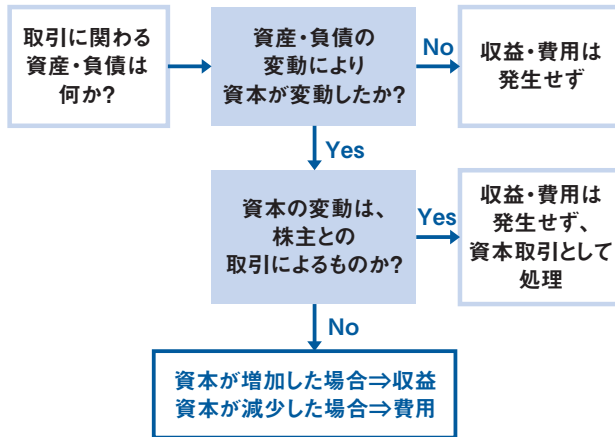 取引に関わる
資産・負債は
何か?
資産・負債の
変動により
資本が変動したか?
No
収益・費用は
発生せず
Yes
資本の変動は、
株主との
取引によるものか?
Yes
収益・費用は
発生せず、
資本取引として
処理
No
資本が増加した場合⇒収益
資本が減少した場合⇒費用